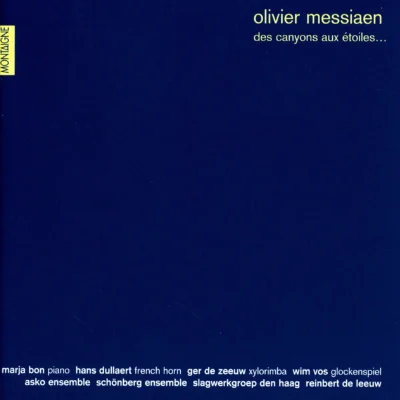 olivier messiaen
des canyons aux étoiles...
MONTAIGNE
marja bon piano hans dullaert french horn ger de zeeuw xylorimba wim vos glockenspiel
asko ensemble schönberg ensemble slagwerkgroep den haag reinbert de leeuw